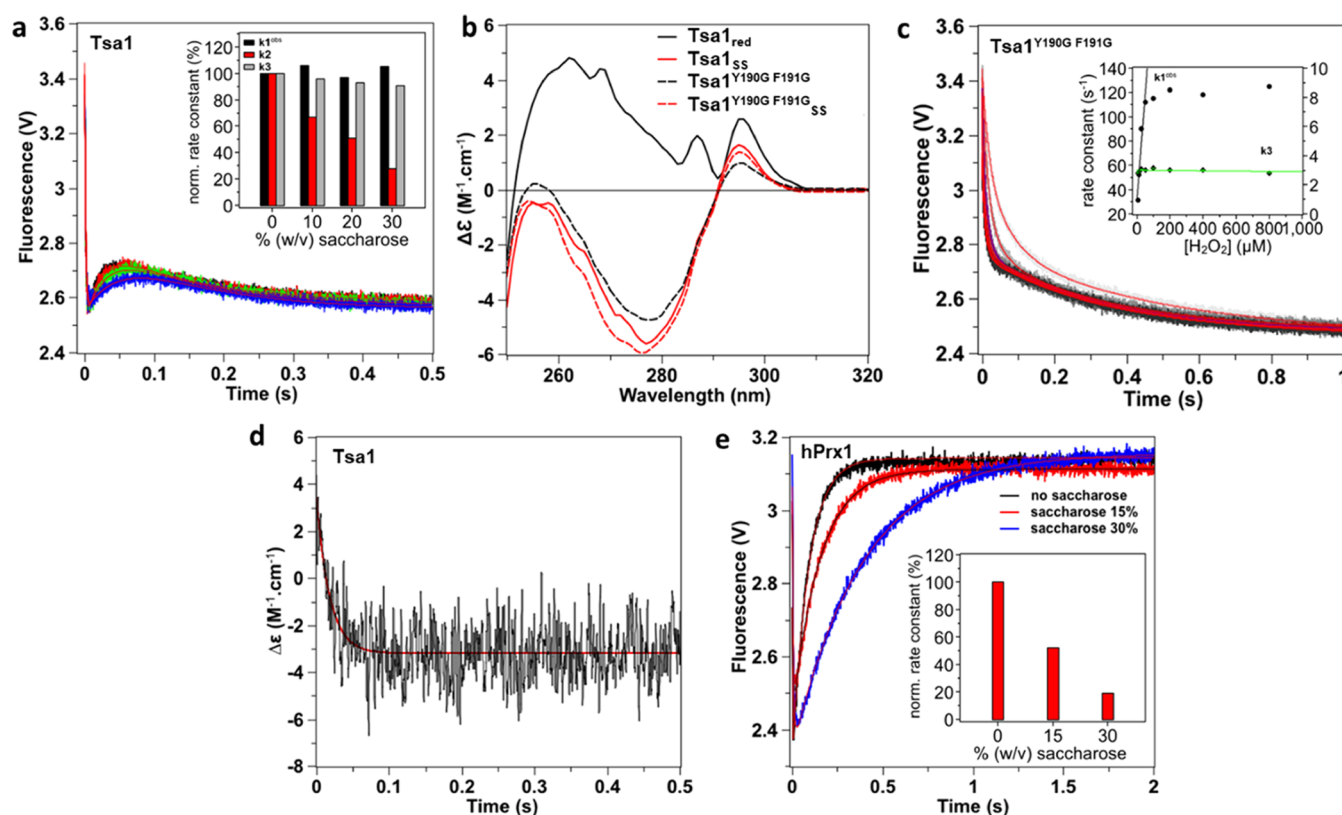 a
Tsa1
Fluorescence (V)
3.6
3.4
3.2
3
2.8
2.6
2.4
0
0.1
0.2
0.3
0.4
0.5
Time (s)
norm. rate constant (%)
140
120
100
80
60
40
20
0
k1obs
k2
k3
0
10
20
30
% (w/v) saccharose
b
Δε (M-1.cm-1)
6
4
2
0
-2
-4
-6
260
280
300
320
Wavelength (nm)
Tsa1red
Tsa1SS
Tsa1Y190G F191G
Tsa1Y190G F191GSS
c
Tsa1Y190G F191G
Fluorescence (V)
3.6
3.4
3.2
3.0
2.8
2.6
2.4
0
0.2
0.4
0.6
0.8
1
Time (s)
rate constant (s-1)
140
120
100
80
60
40
20
k1obs
k3
10
8
6
4
2
0
0
200
400
600
800
1,000
[H2O2] (µM)
d
Tsa1
Δε (M-1.cm-1)
6
4
2
0
-2
-4
-6
-8
0
0.1
0.2
0.3
0.4
0.5
Time (s)
e
hPrx1
Fluorescence (V)
3.2
3.0
2.8
2.6
2.4
0
0.5
1
1.5
2
Time (s)
no saccharose
saccharose 15%
saccharose 30%
norm. rate constant (%)
120
100
80
60
40
20
0
0
15
30
% (w/v) saccharose